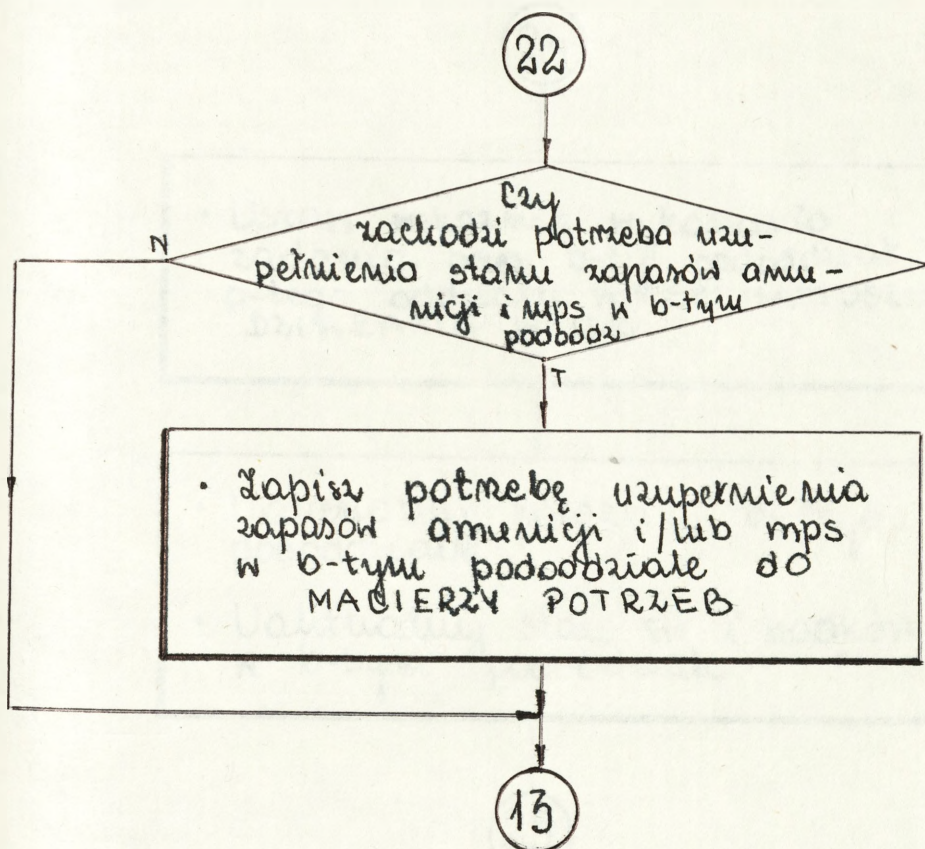 22
Czy
zachodzi potrzeba uzu-
pełnienia stanu zapasów amu-
nicji i mps w b-tym
pododdz
N
T
· Zapisz potrzebę uzupełnienia
zapasów amunicji i/lub mps
w b-tym pododdziale do
MACIERZY POTRZEB
13